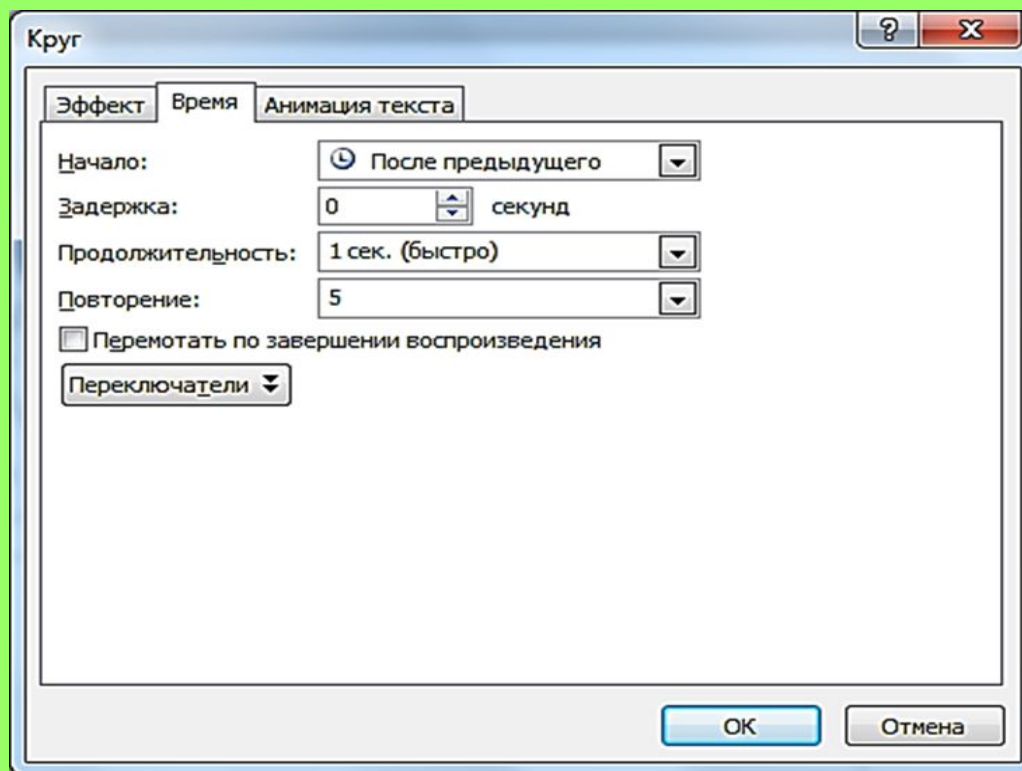 Круг
Эффект Время Анимация текста
Начало: После предыдущего
Задержка: 0 секунд
Продолжительность: 1 сек. (быстро)
Повторение: 5
Перемотать по завершении воспроизведения
Переключатели
ОК Отмена